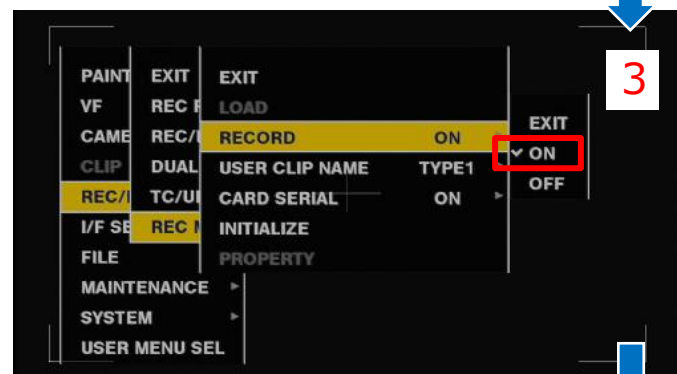 3
PAINT
VF
CAME
CLIP
REC/I
I/F SE
FILE
MAINTENANCE
SYSTEM
USER MENU SEL
EXIT
REC F
REC/I
DUAL
TC/UI
REC M
EXIT
LOAD
RECORD ON
USER CLIP NAME TYPE1
CARD SERIAL ON
INITIALIZE
PROPERTY
EXIT
✓ ON
OFF